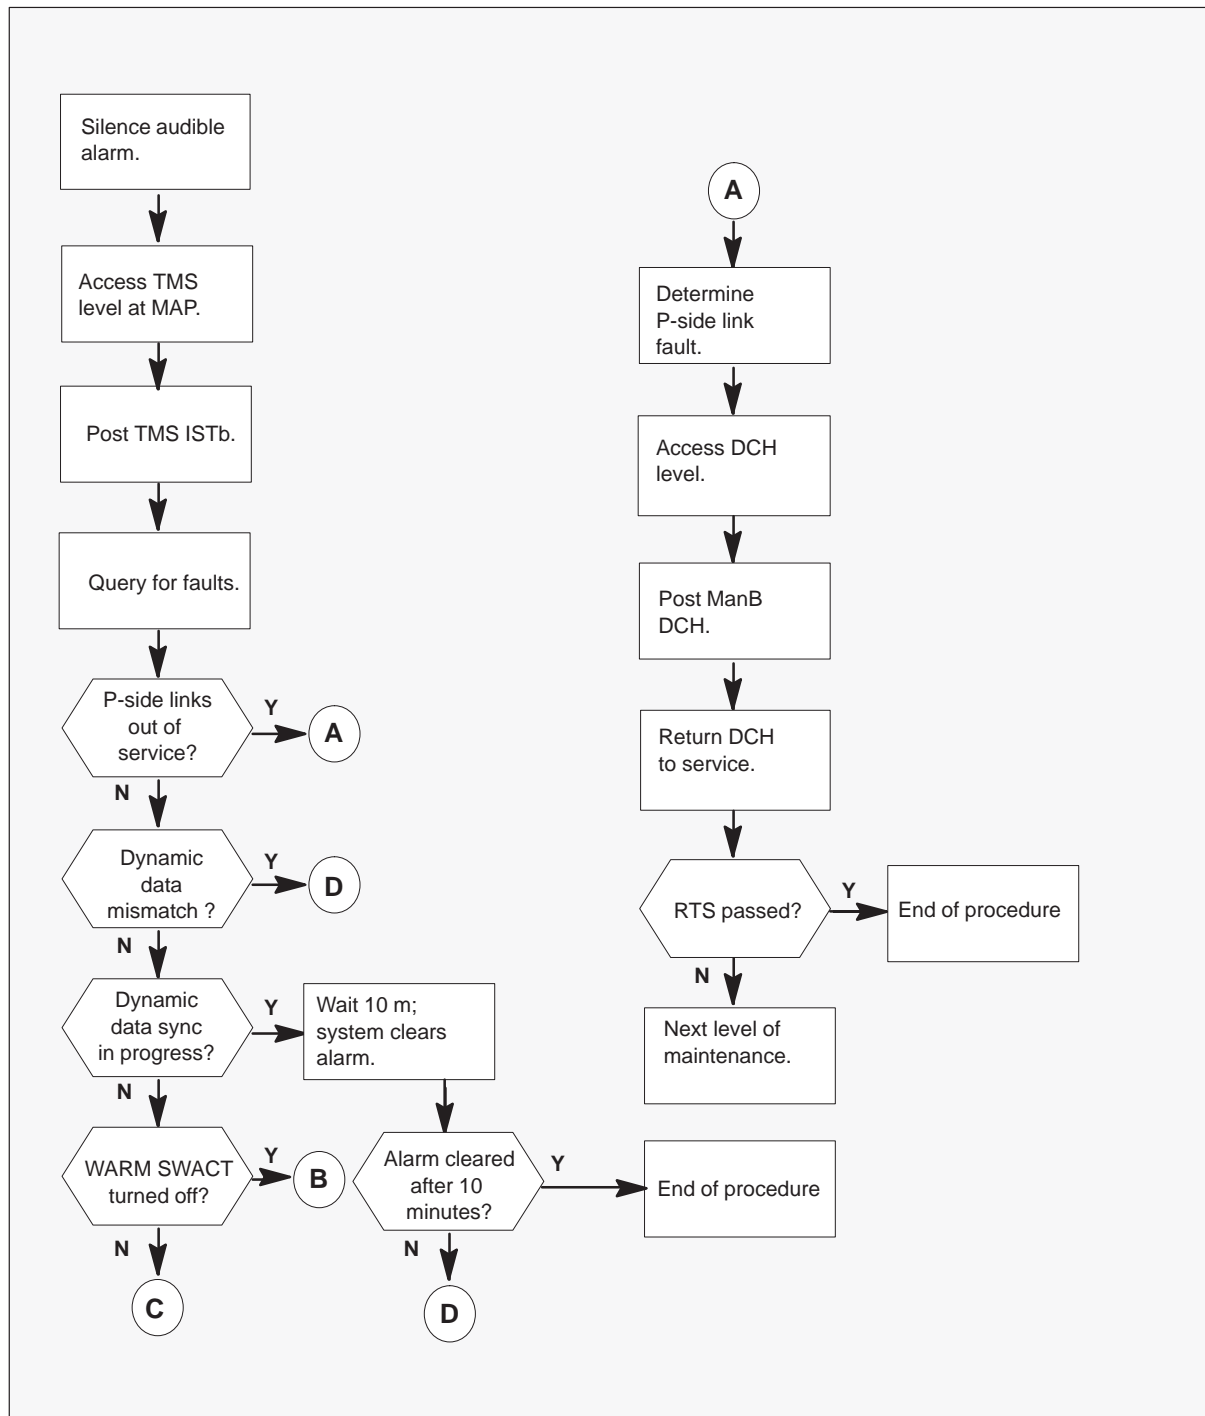 Silence audible
alarm.
Access TMS
level at MAP.
Post TMS ISTb.
Query for faults.
P-side links
out of
service?
Y
A
N
Dynamic
data
mismatch ?
Y
D
N
Dynamic
data sync
in progress?
Y
Wait 10 m;
system clears
alarm.
N
WARM SWACT
turned off?
Y
B
N
C
Alarm cleared
after 10
minutes?
Y
End of procedure
N
D
A
Determine
P-side link
fault.
Access DCH
level.
Post ManB
DCH.
Return DCH
to service.
RTS passed?
Y
End of procedure
N
Next level of
maintenance.